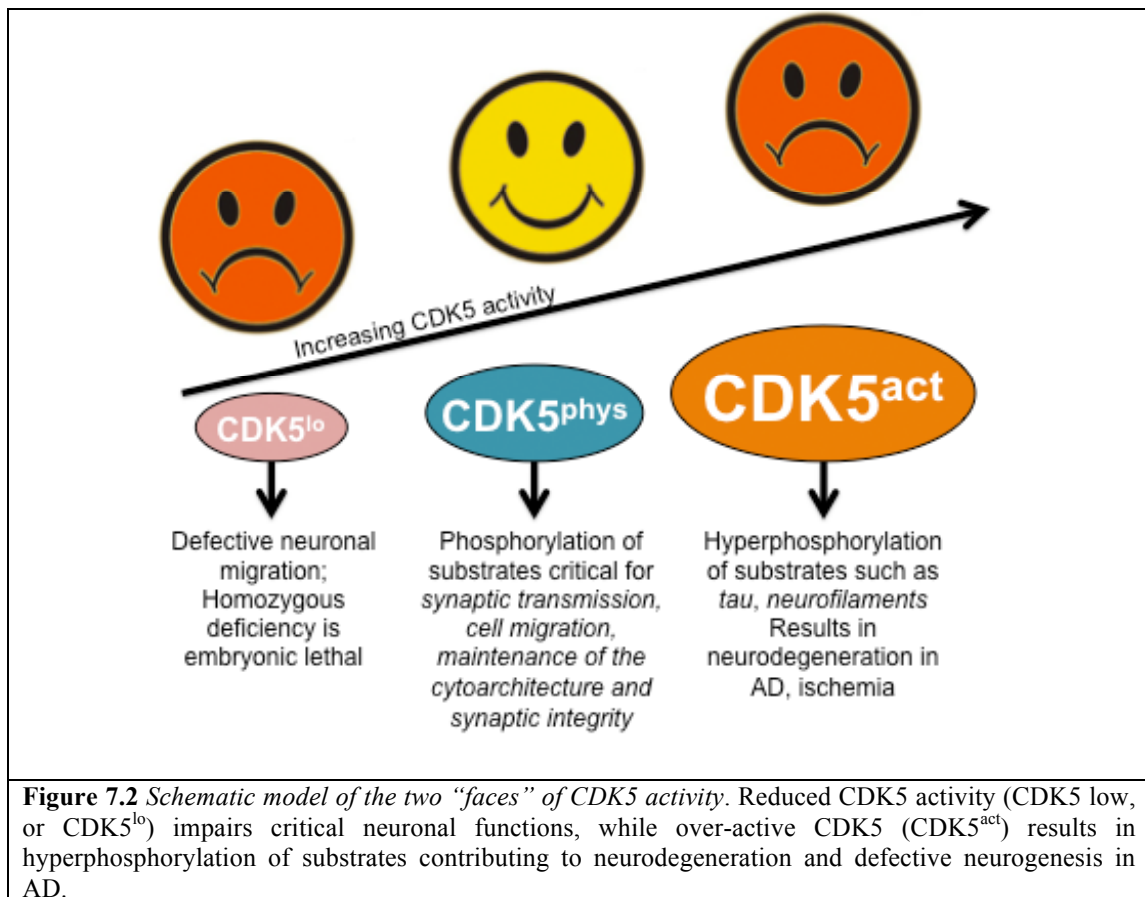 Increasing CDK5 activity
CDK5lo
CDK5phys
CDK5act
Defective neuronal
migration;
Homozygous
deficiency is
embryonic lethal
Phosphorylation of
substrates critical for
synaptic transmission,
cell migration,
maintenance of the
cytoarchitecture and
synaptic integrity
Hyperphosphorylation
of substrates such as
tau, neurofilaments
Results in
neurodegeneration in
AD, ischemia
Figure 7.2 Schematic model of the two “faces” of CDK5 activity. Reduced CDK5 activity (CDK5 low,
or CDK5lo) impairs critical neuronal functions, while over-active CDK5 (CDK5act) results in
hyperphosphorylation of substrates contributing to neurodegeneration and defective neurogenesis in
AD.